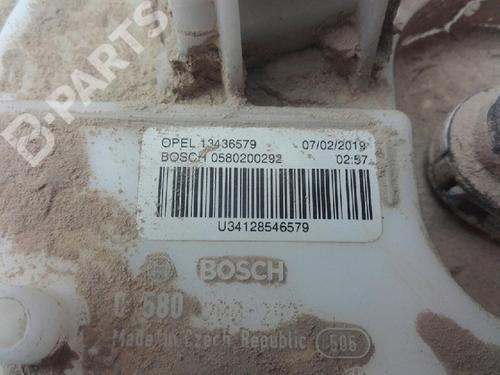 B-PARTS
OPEL 13436579 07/02/2019
BOSCH 0580200292 02:57
U34128546579
BOSCH
0 580
Made in Czech Republic 506